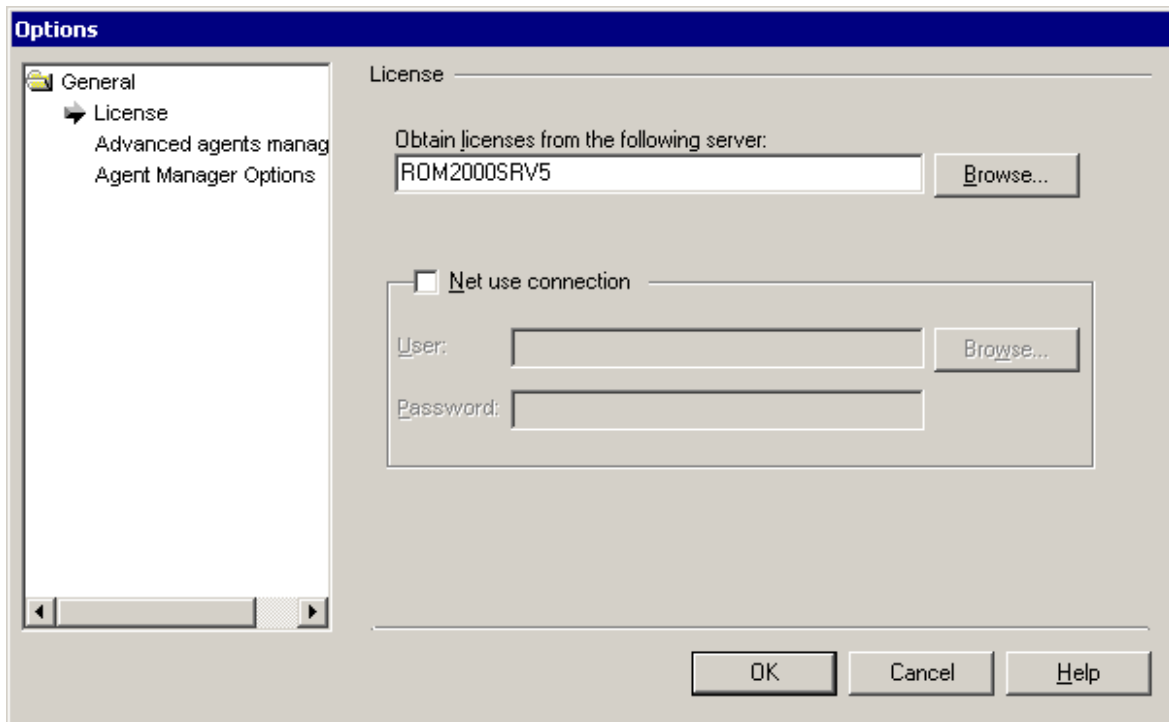 Options
General
License
Advanced agents manag
Agent Manager Options
License
Obtain licenses from the following server:
ROM2000SRV5
Browse...
Net use connection
User:
Browse...
Password:
OK
Cancel
Help